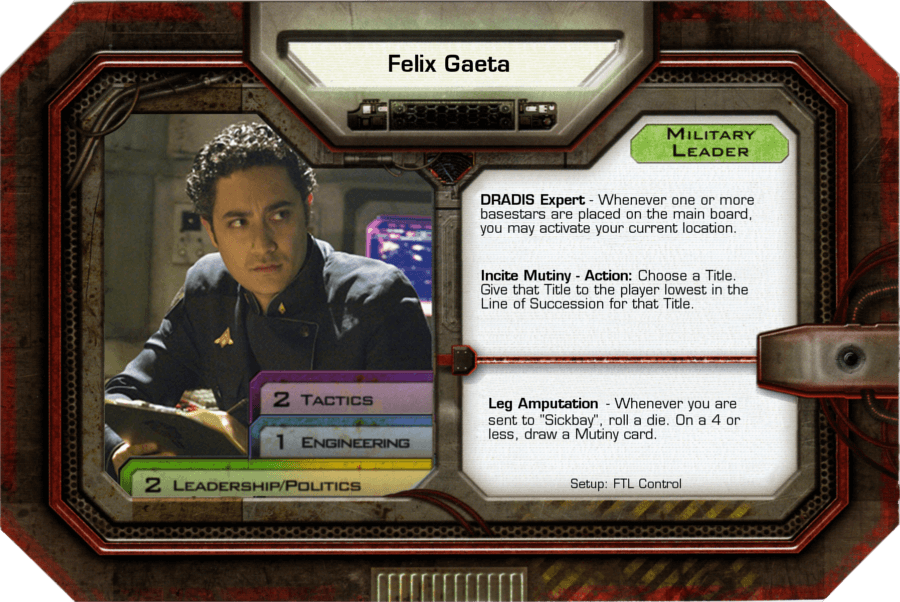 Felix Gaeta
Military
Leader
DRADIS Expert - Whenever one or more
basestars are placed on the main board,
you may activate your current location.
Incite Mutiny - Action: Choose a Title.
Give that Title to the player lowest in the
Line of Succession for that Title.
2 Tactics
1 Engineering
2 Leadership/Politics
Leg Amputation - Whenever you are
sent to "Sickbay", roll a die. On a 4 or
less, draw a Mutiny card.
Setup: FTL Control